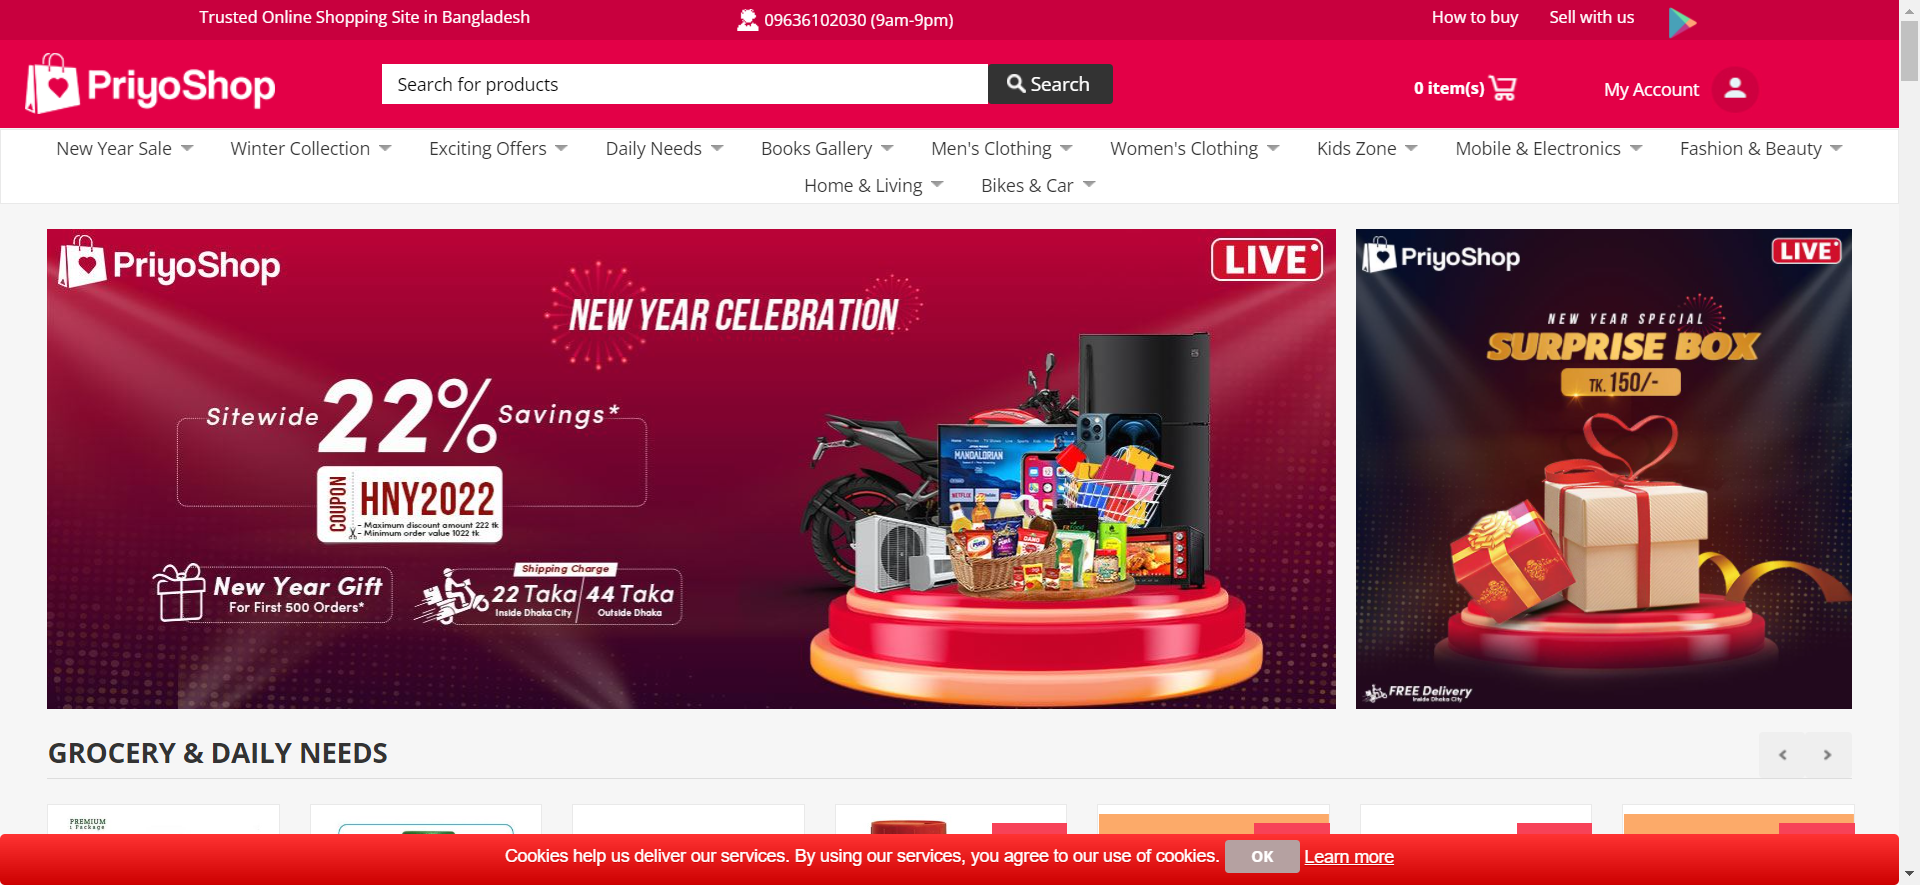 Trusted Online Shopping Site in Bangladesh
09636102030 (9am-9pm)
How to buy
Sell with us
PriyoShop
Search for products
Search
0 item(s)
My Account
New Year Sale
Winter Collection
Exciting Offers
Daily Needs
Books Gallery
Men's Clothing
Women's Clothing
Kids Zone
Mobile & Electronics
Fashion & Beauty
Home & Living
Bikes & Car
PriyoShop
LIVE
NEW YEAR CELEBRATION
Sitewide 22% Savings*
COUPON
HNY2022
- Maximum discount amount 222 tk
- Minimum order value 1022 tk
New Year Gift
For First 500 Orders*
Shipping Charge
22 Taka
Inside Dhaka City
44 Taka
Outside Dhaka
MANDALORIAN
NETFLIX
PriyoShop
LIVE
NEW YEAR SPECIAL
SURPRISE BOX
TK. 150/-
FREE Delivery
Inside Dhaka City
GROCERY & DAILY NEEDS
PREMIUM
i Package
Cookies help us deliver our services. By using our services, you agree to our use of cookies.
OK
Learn more